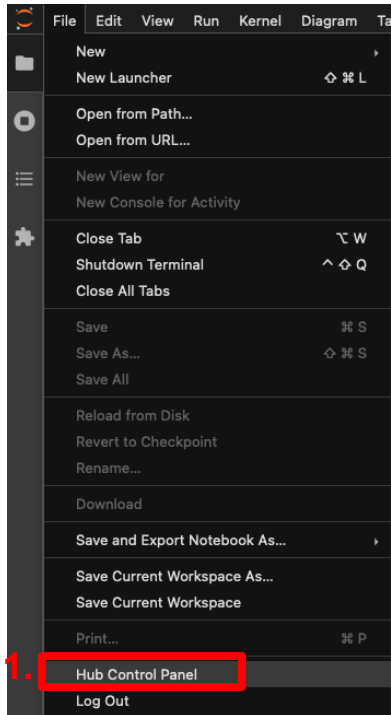 File Edit View Run Kernel Diagram Ta
New
New Launcher ⇧ ⌘ L
Open from Path...
Open from URL...
New View for
New Console for Activity
Close Tab ⌥ W
Shutdown Terminal ^ ⇧ Q
Close All Tabs
Save ⌘ S
Save As... ⇧ ⌘ S
Save All
Reload from Disk
Revert to Checkpoint
Rename...
Download
Save and Export Notebook As...
Save Current Workspace As...
Save Current Workspace
Print... ⌘ P
1. Hub Control Panel
Log Out